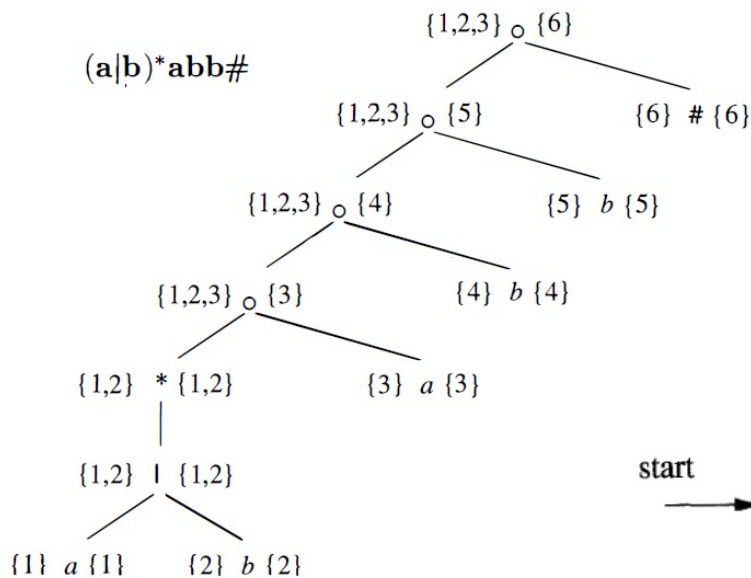 {1,2,3} ○ {6}
(a|b)*abb#
{1,2,3} ○ {5}
{6} # {6}
{1,2,3} ○ {4}
{5} b {5}
{1,2,3} ○ {3}
{4} b {4}
{1,2} * {1,2}
{3} a {3}
{1,2} | {1,2}
start
{1} a {1}
{2} b {2}